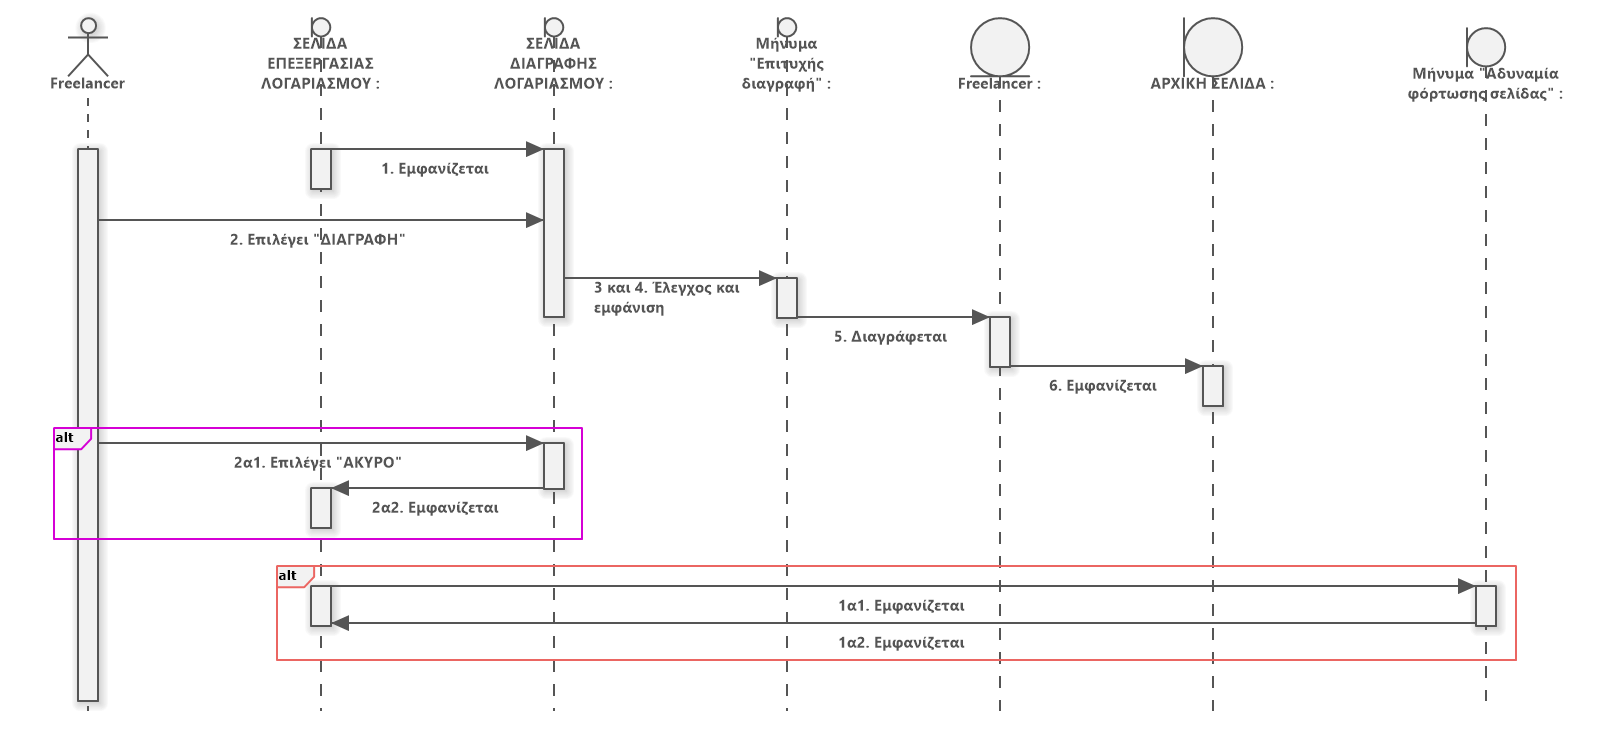 Freelancer
ΣΕΛΙΔΑ
ΕΠΕΞΕΡΓΑΣΙΑΣ
ΛΟΓΑΡΙΑΣΜΟΥ :
ΣΕΛΙΔΑ
ΔΙΑΓΡΑΦΗΣ
ΛΟΓΑΡΙΑΣΜΟΥ :
Μήνυμα
"Επιτυχής
διαγραφή" :
Freelancer :
ΑΡΧΙΚΗ ΣΕΛΙΔΑ :
Μήνυμα "Αδυναμία
φόρτωσης σελίδας" :
1. Εμφανίζεται
2. Επιλέγει "ΔΙΑΓΡΑΦΗ"
3 και 4. Έλεγχος και
εμφάνιση
5. Διαγράφεται
6. Εμφανίζεται
alt
2α1. Επιλέγει "ΑΚΥΡΟ"
2α2. Εμφανίζεται
alt
1α1. Εμφανίζεται
1α2. Εμφανίζεται